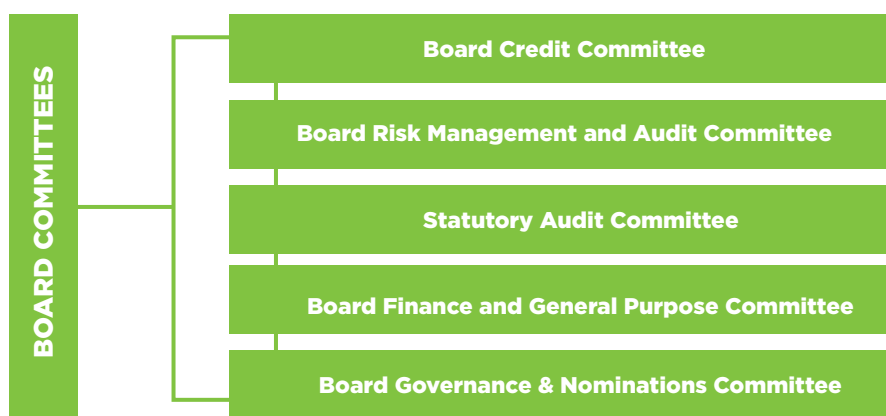 BOARD COMMITTEES
Board Credit Committee
Board Risk Management and Audit Committee
Statutory Audit Committee
Board Finance and General Purpose Committee
Board Governance & Nominations Committee